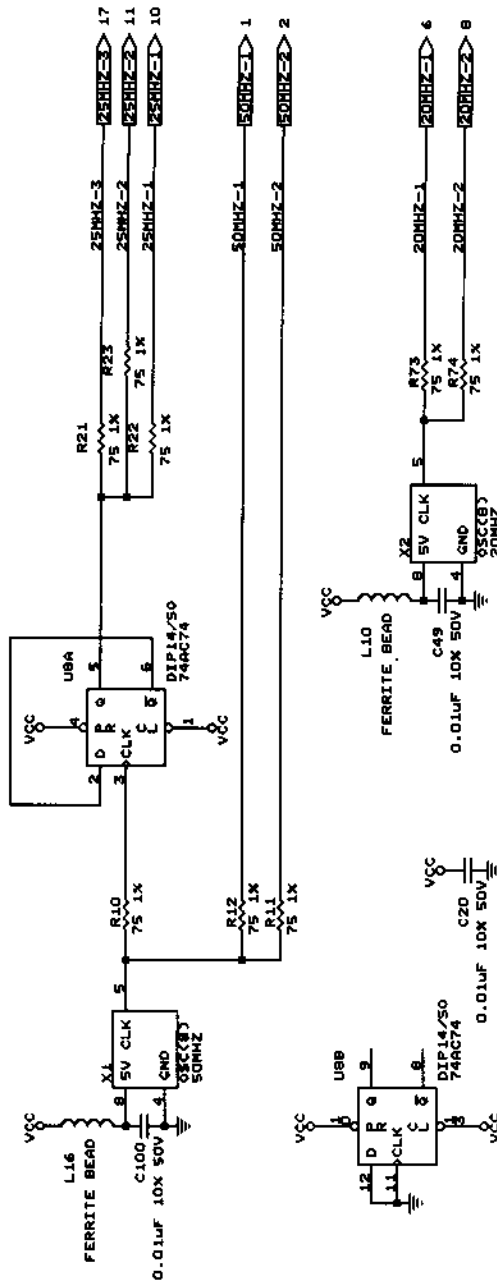 VCC
L16
FERRITE BEAD
C100
0.01uF 10% 50V
X1
8
5V CLK
5
4
GND
OSC(8)
50MHZ
R10
75 1%
VCC
4
U8A
2
D
P
R
Q
5
3
CLK
C
L
Q
6
1
VCC
DIP14/SO
74AC74
R21
75 1%
R23
75 1%
R22
75 1%
25MHZ-3
25MHZ-3
17
25MHZ-2
25MHZ-2
11
25MHZ-1
25MHZ-1
10
R12
75 1%
50MHZ-1
50MHZ-1
1
R11
75 1%
50MHZ-2
50MHZ-2
2
VCC
U8B
12
D
P
R
Q
9
11
CLK
C
L
Q
8
VCC
DIP14/SO
74AC74
VCC
C20
0.01uF 10% 50V
VCC
L10
FERRITE BEAD
C49
0.01uF 10% 50V
X2
8
5V CLK
5
4
GND
OSC(8)
20MHZ
R73
75 1%
R74
75 1%
20MHZ-1
20MHZ-1
6
20MHZ-2
20MHZ-2
8